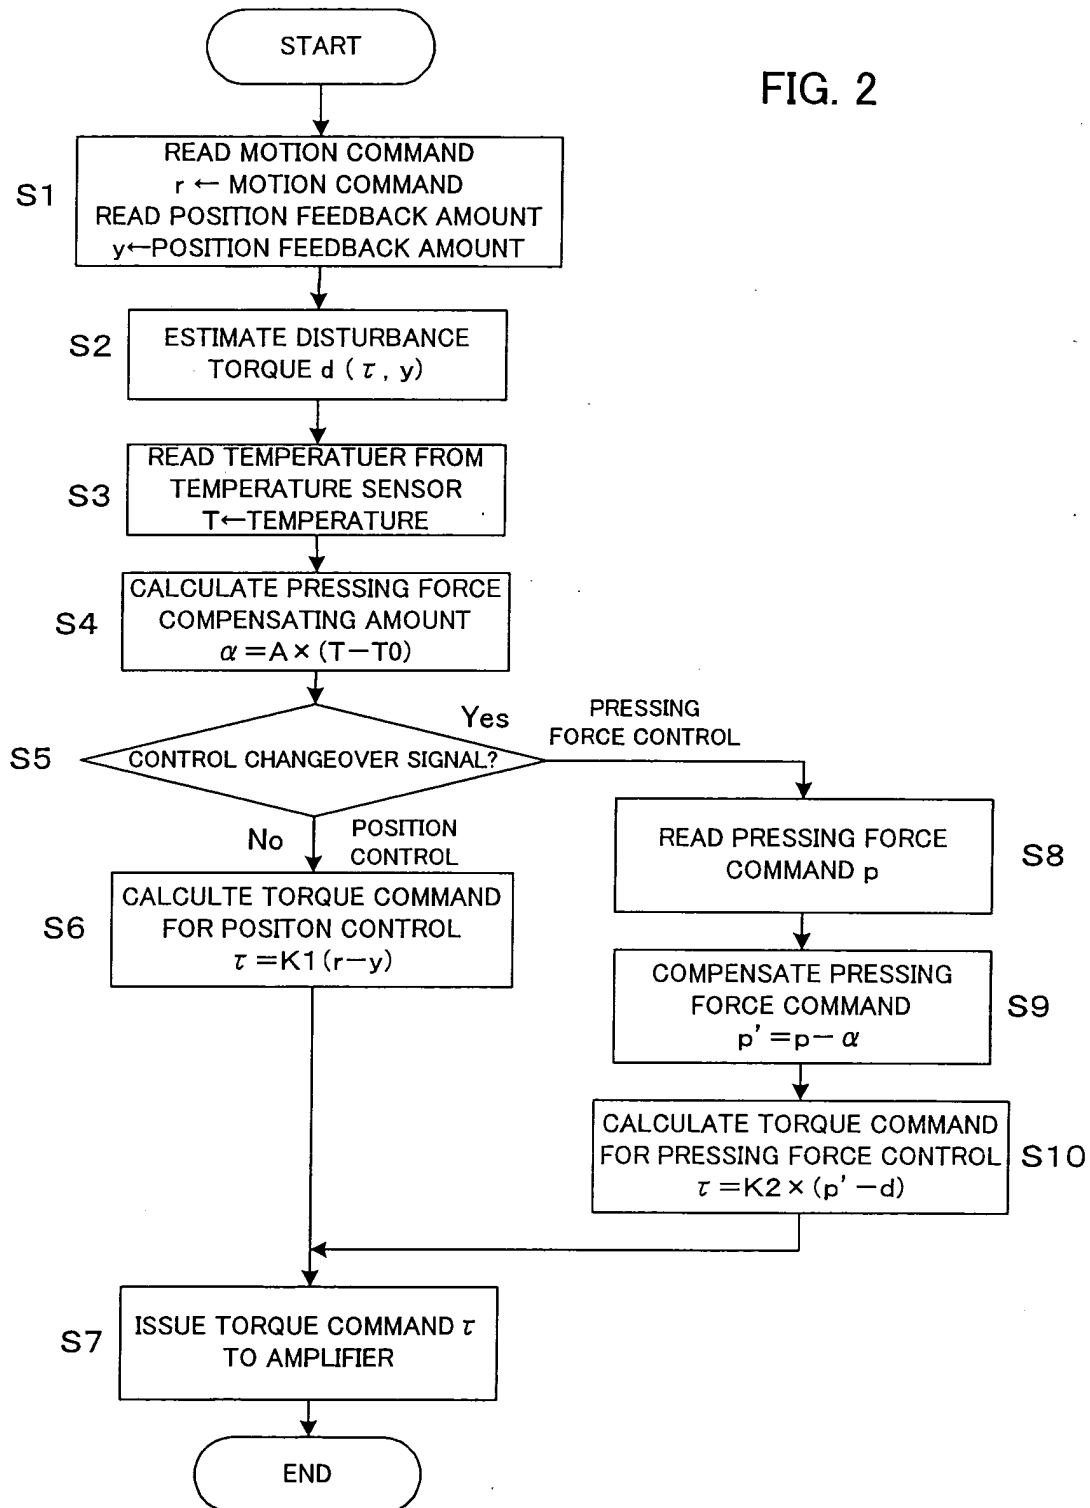 START
FIG. 2
S1
READ MOTION COMMAND
r ← MOTION COMMAND
READ POSITION FEEDBACK AMOUNT
y←POSITION FEEDBACK AMOUNT
S2
ESTIMATE DISTURBANCE
TORQUE d ( τ , y)
S3
READ TEMPERATUER FROM
TEMPERATURE SENSOR
T←TEMPERATURE
S4
CALCULATE PRESSING FORCE
COMPENSATING AMOUNT
α =A× (T−T0)
S5
CONTROL CHANGEOVER SIGNAL?
Yes
PRESSING
FORCE CONTROL
No
POSITION
CONTROL
S6
CALCULTE TORQUE COMMAND
FOR POSITON CONTROL
τ =K1 (r−y)
READ PRESSING FORCE
COMMAND p
S8
COMPENSATE PRESSING
FORCE COMMAND
p' =p− α
S9
CALCULATE TORQUE COMMAND
FOR PRESSING FORCE CONTROL
τ =K2 × (p' −d)
S10
S7
ISSUE TORQUE COMMAND τ
TO AMPLIFIER
END